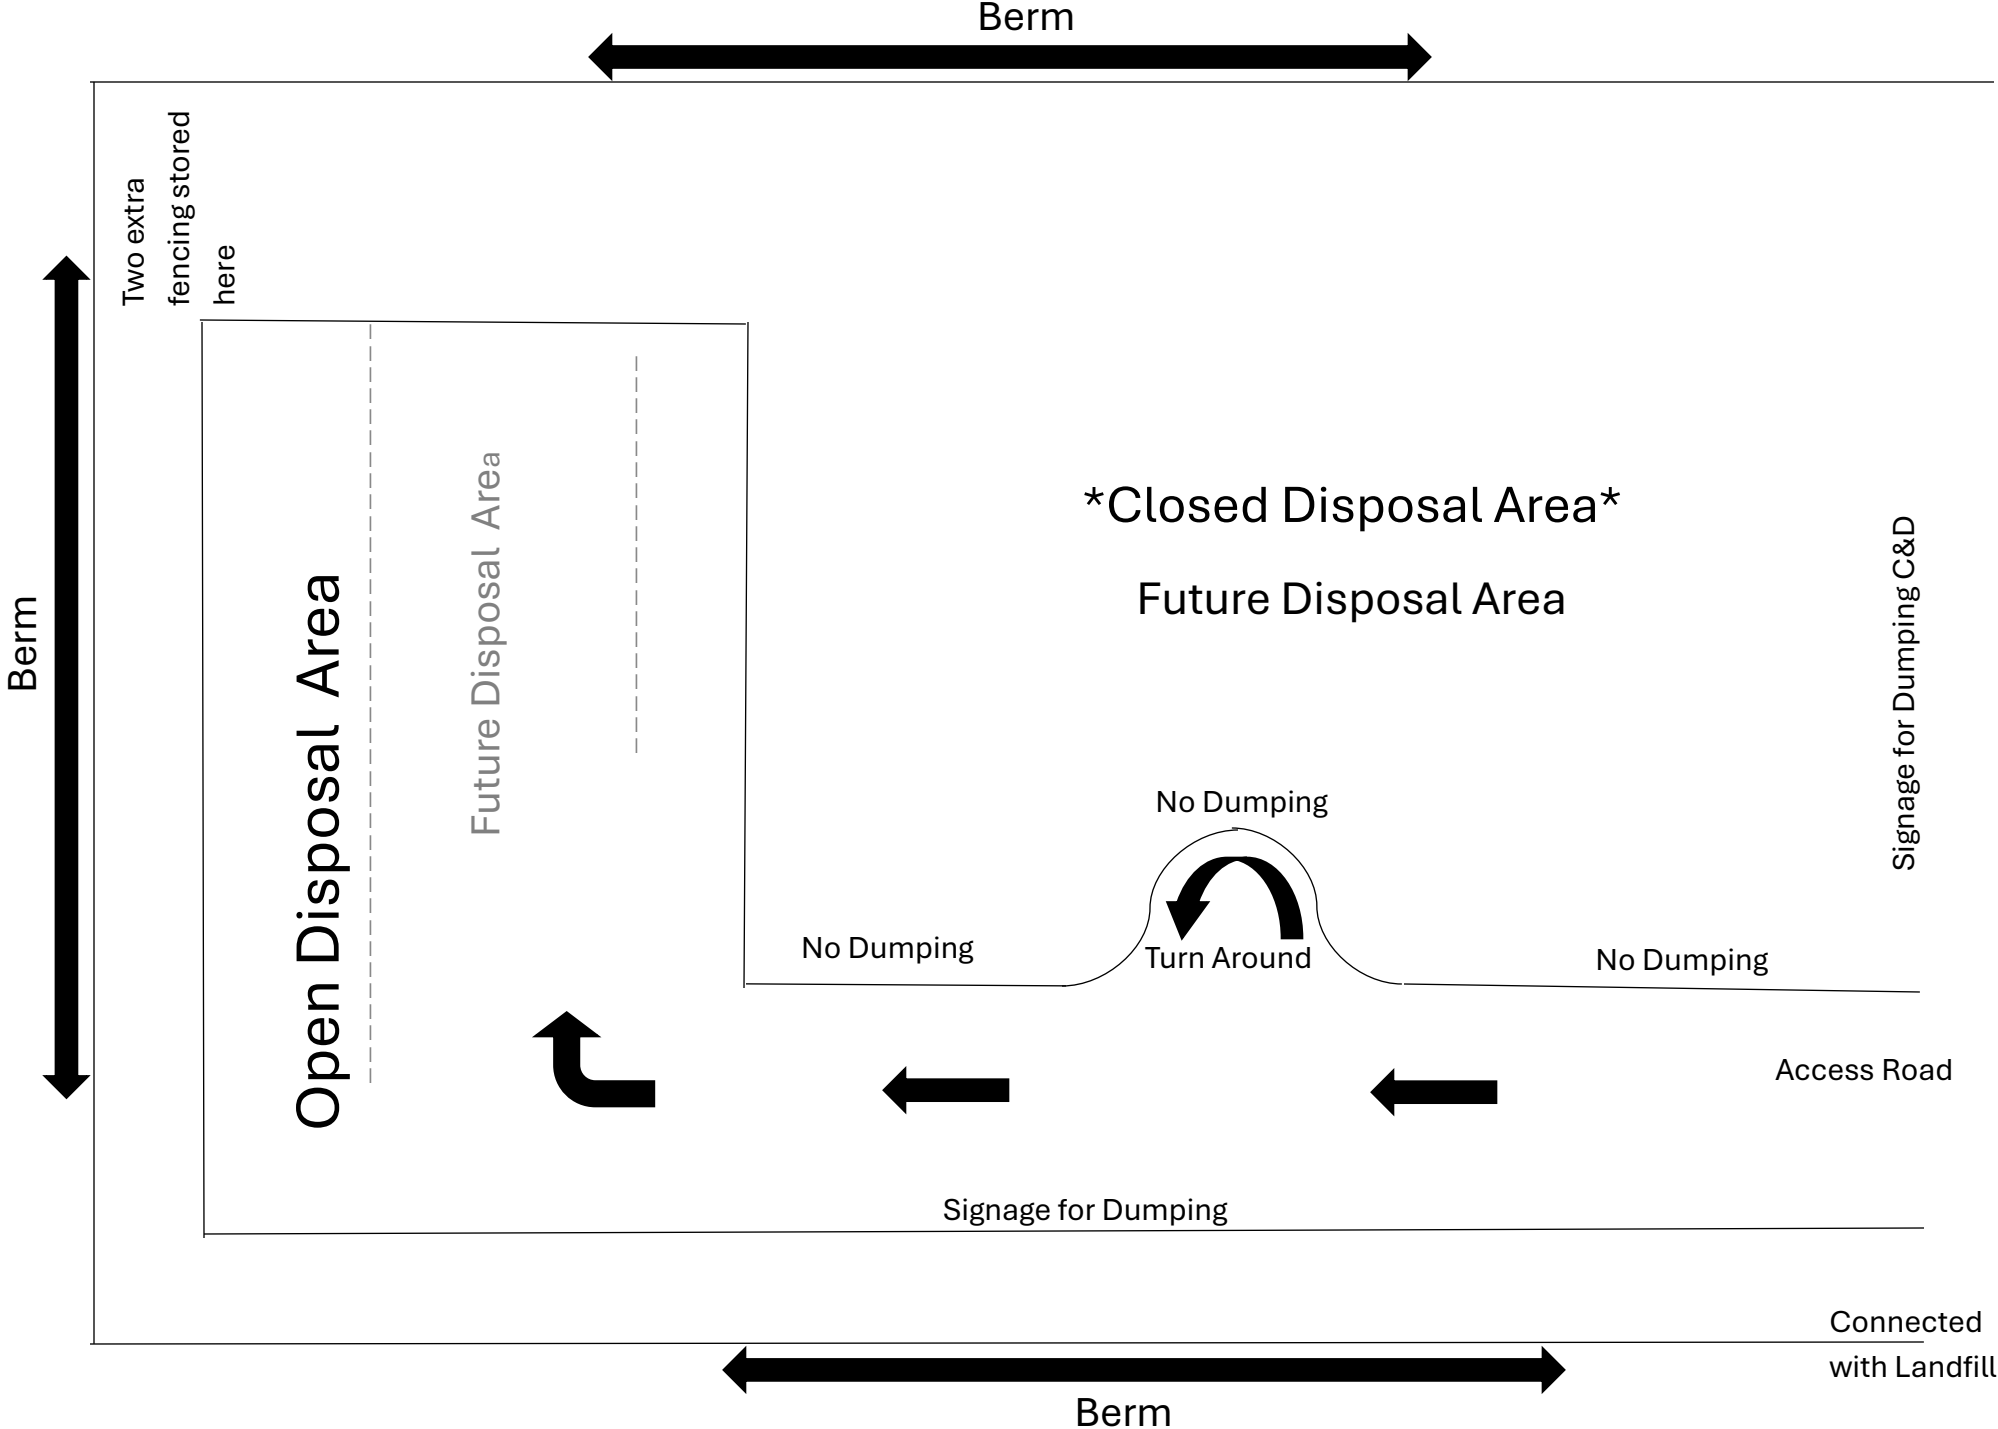 Berm
Two extra
fencing stored
here
Berm
Open Disposal Area
Future Disposal Area
*Closed Disposal Area*
Future Disposal Area
Signage for Dumping C&D
No Dumping
No Dumping
Turn Around
No Dumping
Access Road
Signage for Dumping
Connected
with Landfill
Berm